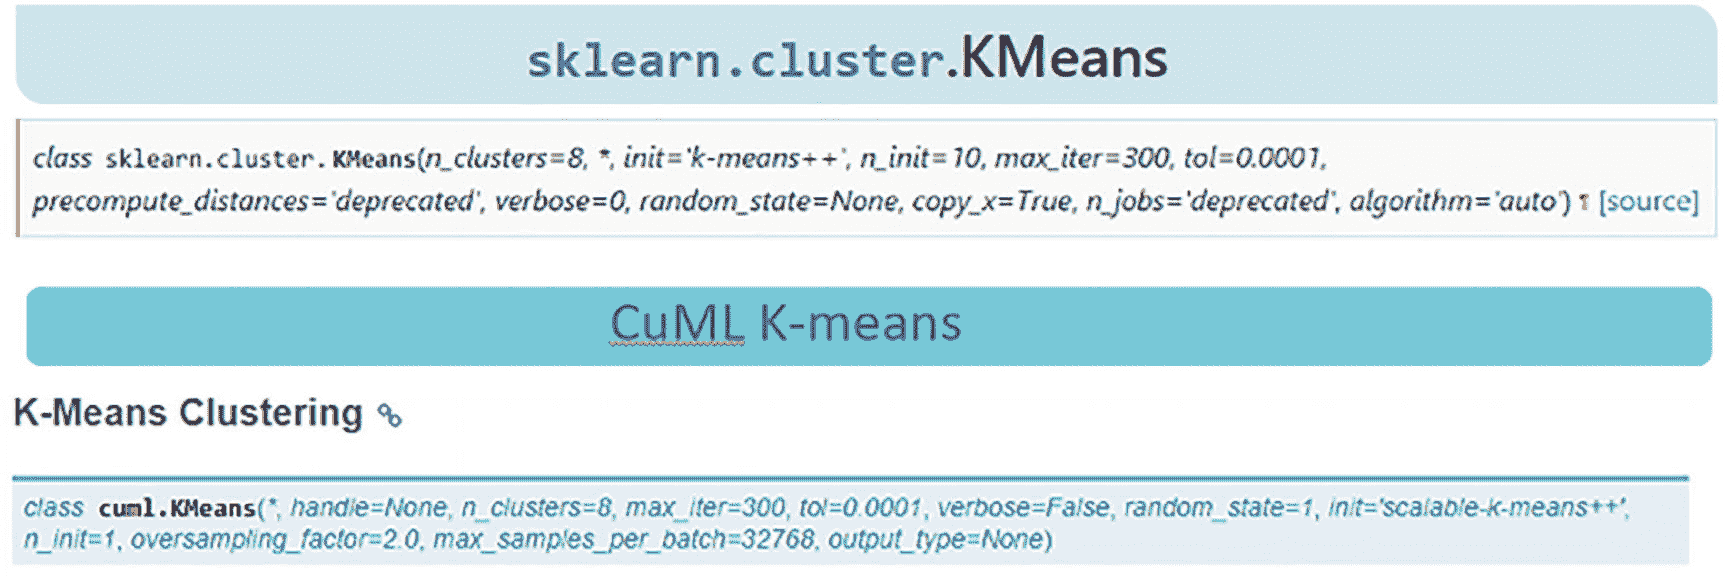 sklearn.cluster.KMeans
class sklearn.cluster.KMeans(n_clusters=8, *, init='k-means++', n_init=10, max_iter=300, tol=0.0001,
precompute_distances='deprecated', verbose=0, random_state=None, copy_x=True, n_jobs='deprecated', algorithm='auto') ¶ [source]
CuML K-means
K-Means Clustering
class cuml.KMeans(*, handle=None, n_clusters=8, max_iter=300, tol=0.0001, verbose=False, random_state=1, init='scalable-k-means++',
n_init=1, oversampling_factor=2.0, max_samples_per_batch=32768, output_type=None)